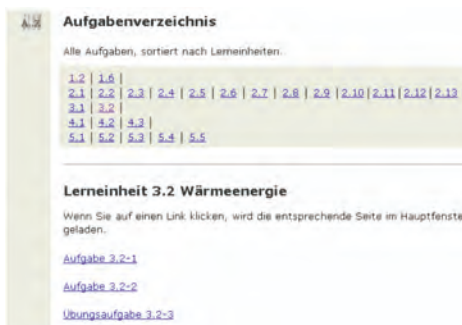 Aufgabenverzeichnis
Alle Aufgaben, sortiert nach Lerneinheiten.
1.2 | 1.6 |
2.1 | 2.2 | 2.3 | 2.4 | 2.5 | 2.6 | 2.7 | 2.8 | 2.9 |2.10|2.11|2.12|2.13
3.1 | 3.2 |
4.1 | 4.2 | 4.3 |
5.1 | 5.2 | 5.3 | 5.4 | 5.5
Lerneinheit 3.2 Wärmeenergie
Wenn Sie auf einen Link klicken, wird die entsprechende Seite im Hauptfenste
geladen.
Aufgabe 3.2-1
Aufgabe 3.2-2
Übungsaufgabe 3.2-3